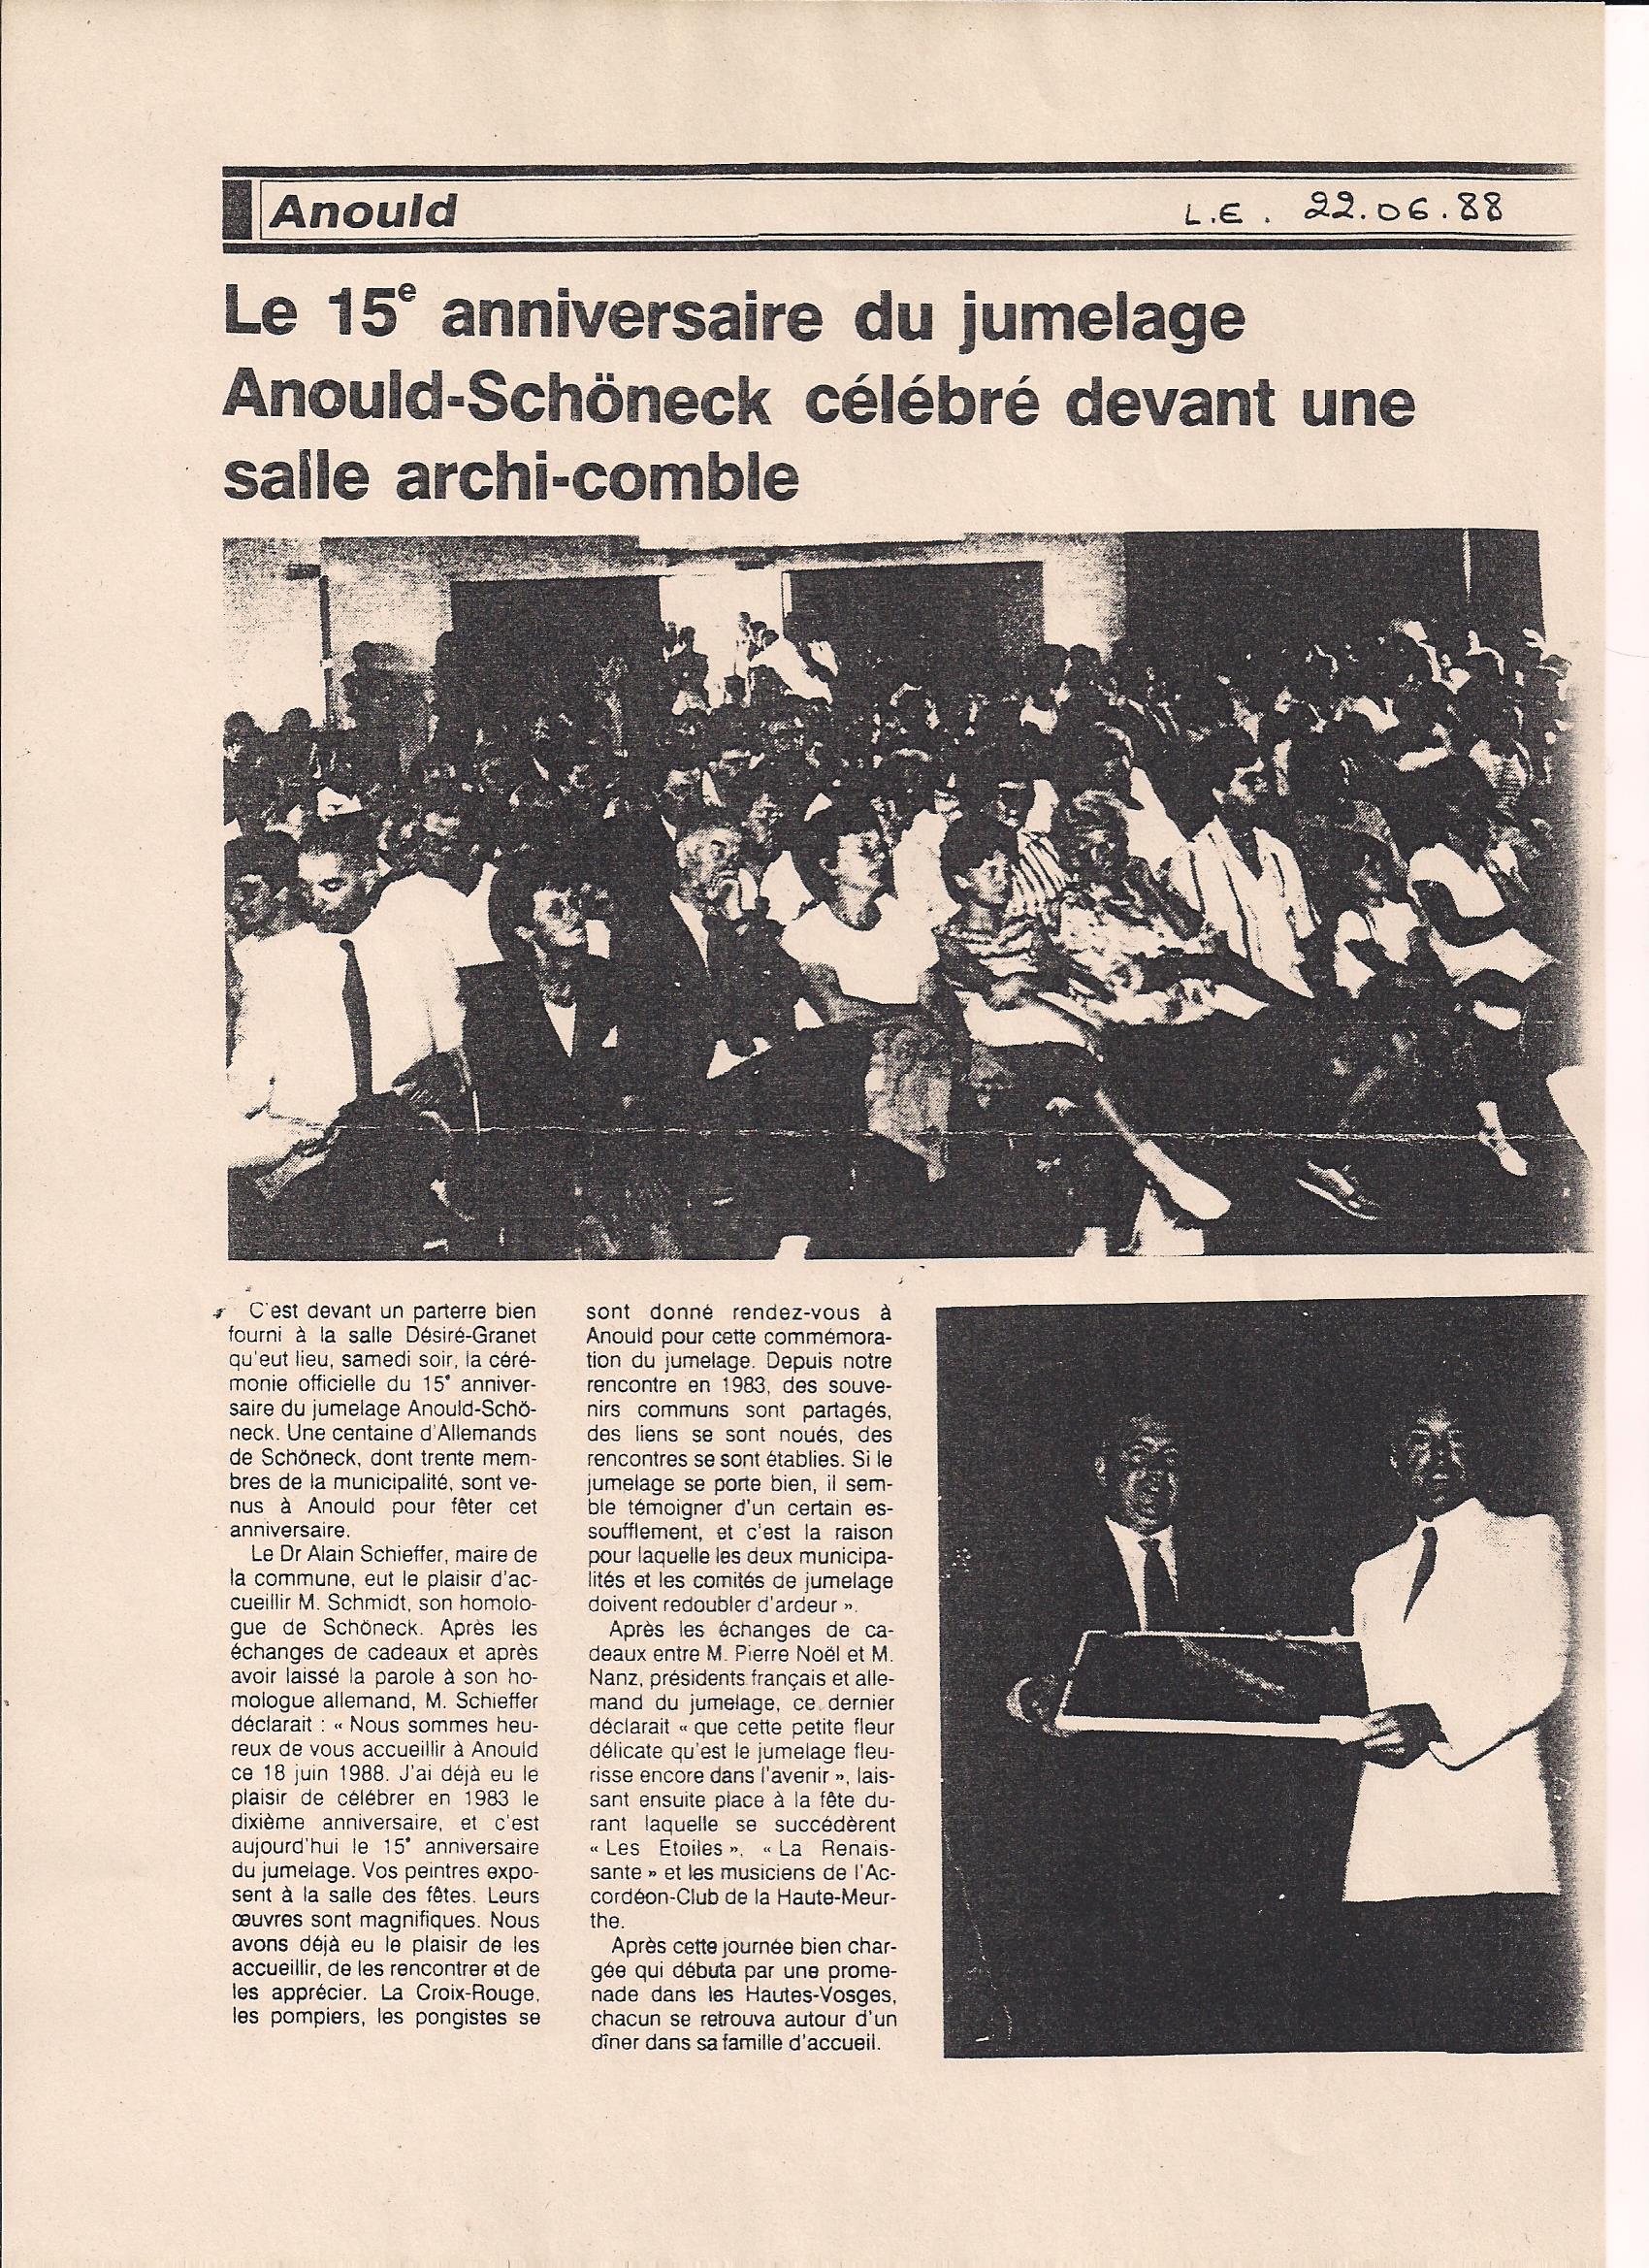 Anould
L.E. 22.06.88
Le 15e anniversaire du jumelage
Anould-Schöneck célébré devant une
salle archi-comble
C'est devant un parterre bien
fourni à la salle Désiré-Granet
qu'eut lieu, samedi soir, la céré-
monie officielle du 15e anniver-
saire du jumelage Anould-Schö-
neck. Une centaine d'Allemands
de Schöneck, dont trente mem-
bres de la municipalité, sont ve-
nus à Anould pour fêter cet
anniversaire.
Le Dr Alain Schieffer, maire de
la commune, eut le plaisir d'ac-
cueillir M. Schmidt, son homolo-
gue de Schöneck. Après les
échanges de cadeaux et après
avoir laissé la parole à son ho-
mologue allemand, M. Schieffer
déclarait : « Nous sommes heu-
reux de vous accueillir à Anould
ce 18 juin 1988. J'ai déjà eu le
plaisir de célébrer en 1983 le
dixième anniversaire, et c'est
aujourd'hui le 15e anniversaire
du jumelage. Vos peintres expo-
sent à la salle des fêtes. Leurs
œuvres sont magnifiques. Nous
avons déjà eu le plaisir de les
accueillir, de les rencontrer et de
les apprécier. La Croix-Rouge,
les pompiers, les pongistes se
sont donné rendez-vous à
Anould pour cette commémora-
tion du jumelage. Depuis notre
rencontre en 1983, des souve-
nirs communs sont partagés,
des liens se sont noués, des
rencontres se sont établies. Si le
jumelage se porte bien, il sem-
ble témoigner d'un certain es-
soufflement, et c'est la raison
pour laquelle les deux municipa-
lités et les comités de jumelage
doivent redoubler d'ardeur ».
Après les échanges de ca-
deaux entre M. Pierre Noël et M.
Nanz, présidents français et alle-
mand du jumelage, ce dernier
déclarait « que cette petite fleur
délicate qu'est le jumelage fleu-
risse encore dans l'avenir », lais-
sant ensuite place à la fête du-
rant laquelle se succédèrent
« Les Etoiles », « La Renais-
sante » et les musiciens de l'Ac-
cordéon-Club de la Haute-Meur-
the.
Après cette journée bien char-
gée qui débuta par une prome-
nade dans les Hautes-Vosges,
chacun se retrouva autour d'un
dîner dans sa famille d'accueil.